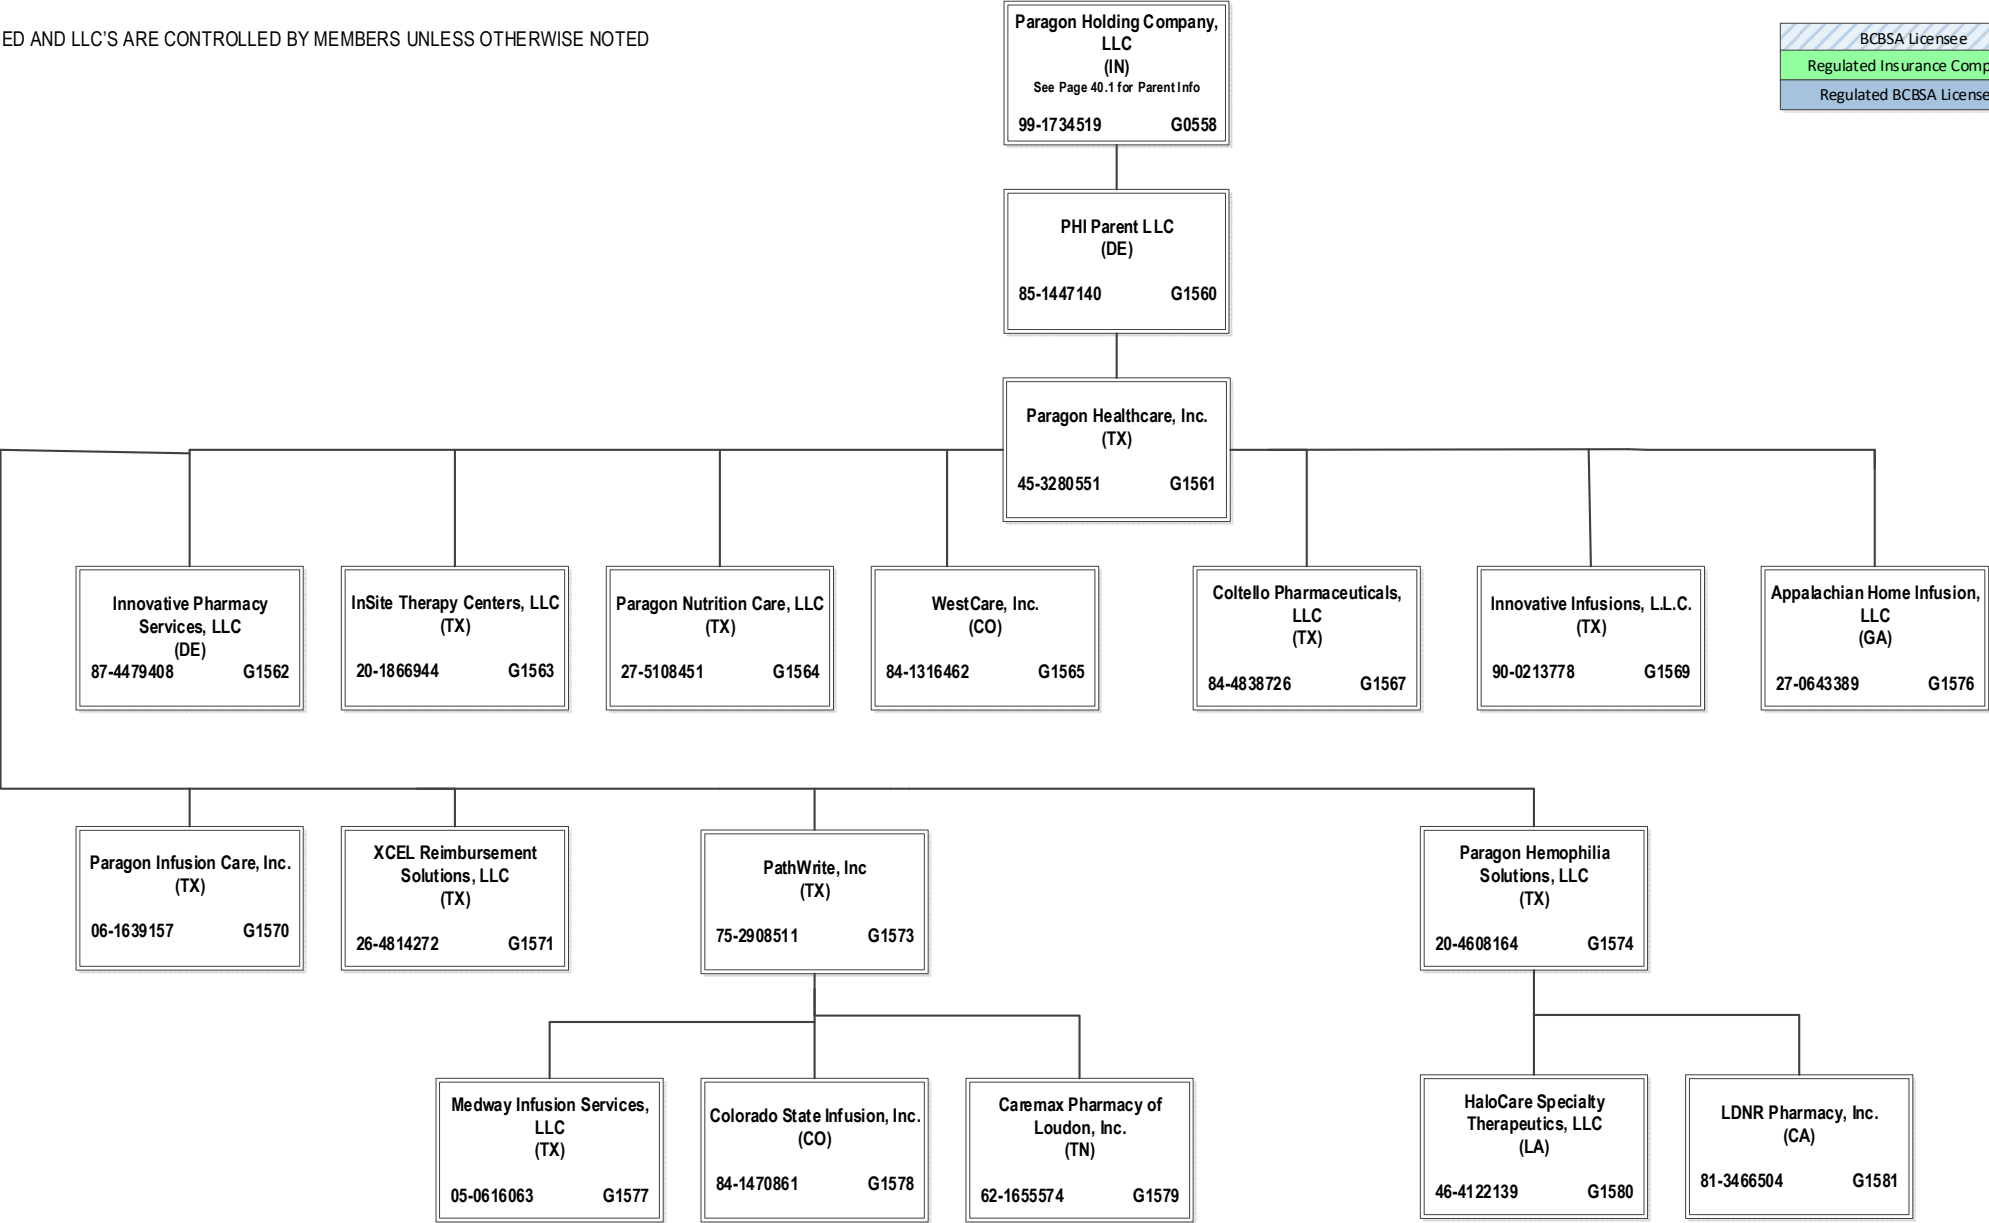 ED AND LLC'S ARE CONTROLLED BY MEMBERS UNLESS OTHERWISE NOTED
BCBSA Licensee
Regulated Insurance Comp
Regulated BCBSA License
Paragon Holding Company,
LLC
(IN)
See Page 40.1 for Parent Info
99-1734519 G0558
PHI Parent LLC
(DE)
85-1447140 G1560
Paragon Healthcare, Inc.
(TX)
45-3280551 G1561
Innovative Pharmacy
Services, LLC
(DE)
87-4479408 G1562
InSite Therapy Centers, LLC
(TX)
20-1866944 G1563
Paragon Nutrition Care, LLC
(TX)
27-5108451 G1564
WestCare, Inc.
(CO)
84-1316462 G1565
Coltello Pharmaceuticals,
LLC
(TX)
84-4838726 G1567
Innovative Infusions, L.L.C.
(TX)
90-0213778 G1569
Appalachian Home Infusion,
LLC
(GA)
27-0643389 G1576
Paragon Infusion Care, Inc.
(TX)
06-1639157 G1570
XCEL Reimbursement
Solutions, LLC
(TX)
26-4814272 G1571
PathWrite, Inc
(TX)
75-2908511 G1573
Paragon Hemophilia
Solutions, LLC
(TX)
20-4608164 G1574
Medway Infusion Services,
LLC
(TX)
05-0616063 G1577
Colorado State Infusion, Inc.
(CO)
84-1470861 G1578
Caremax Pharmacy of
Loudon, Inc.
(TN)
62-1655574 G1579
HaloCare Specialty
Therapeutics, LLC
(LA)
46-4122139 G1580
LDNR Pharmacy, Inc.
(CA)
81-3466504 G1581